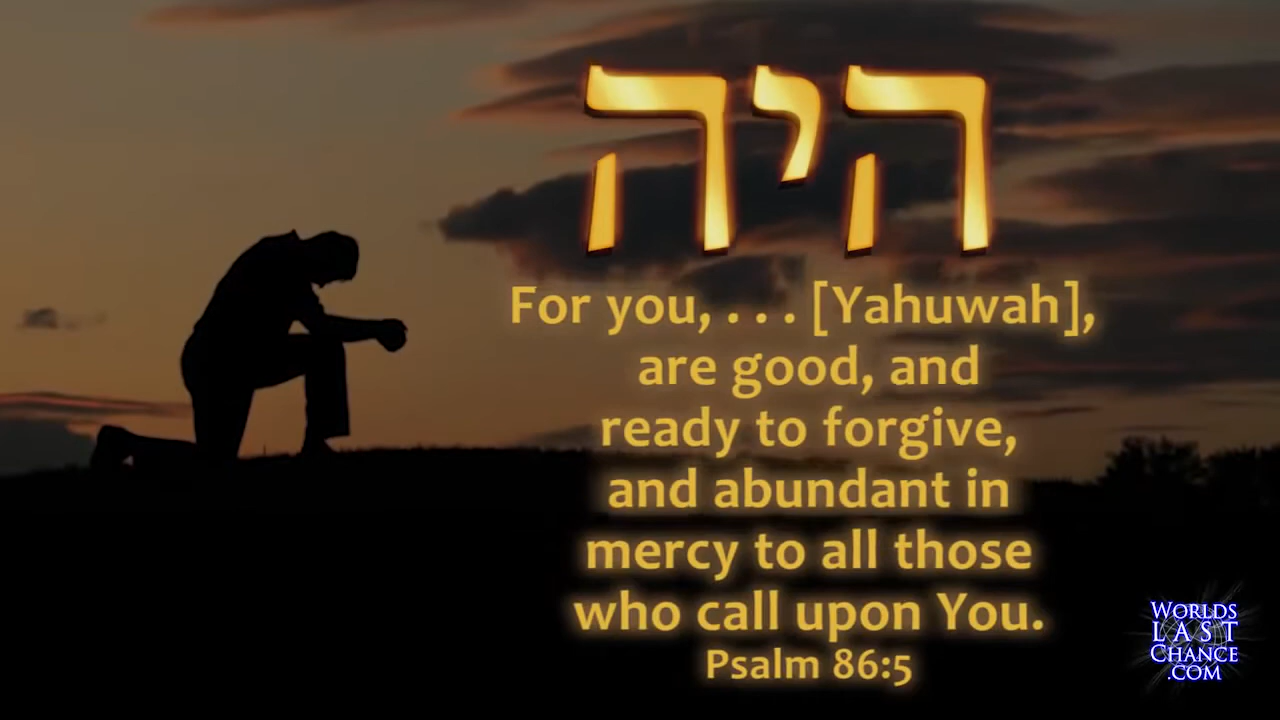 היה
For you, . . . [Yahuwah],
are good, and
ready to forgive,
and abundant in
mercy to all those
who call upon You.
Psalm 86:5
WORLDS
LAST
CHANCE
.COM